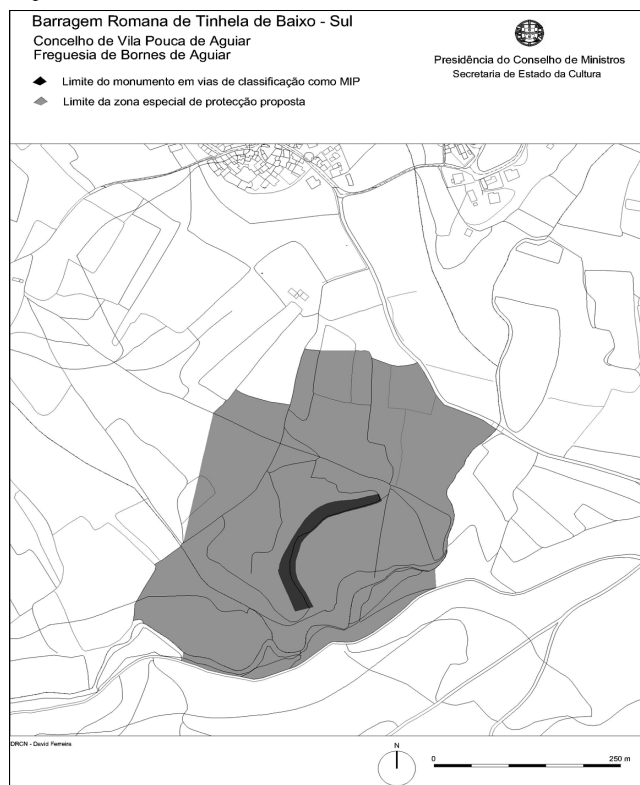 Barragem Romana de Tinhela de Baixo - Sul
Concelho de Vila Pouca de Aguiar
Freguesia de Bornes de Aguiar
Presidência do Conselho de Ministros
Secretaria de Estado da Cultura
Limite do monumento em vias de classificação como MIP
Limite da zona especial de protecção proposta
DRCN - David Ferreira
N
0
250 m